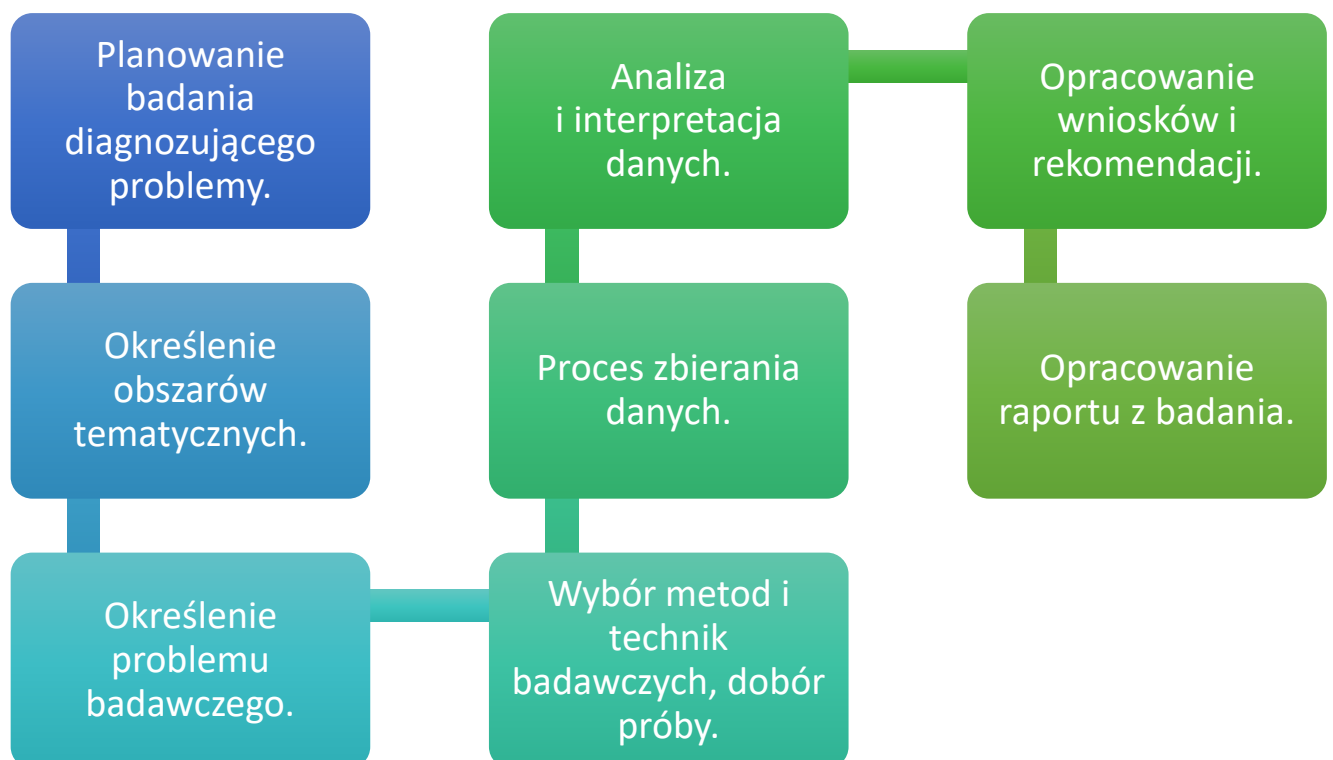 Planowanie
badania
diagnozującego
problemy.
Określenie
obszarów
tematycznych.
Określenie
problemu
badawczego.
Wybór metod i
technik
badawczych, dobór
próby.
Proces zbierania
danych.
Analiza
i interpretacja
danych.
Opracowanie
wniosków i
rekomendacji.
Opracowanie
raportu z badania.